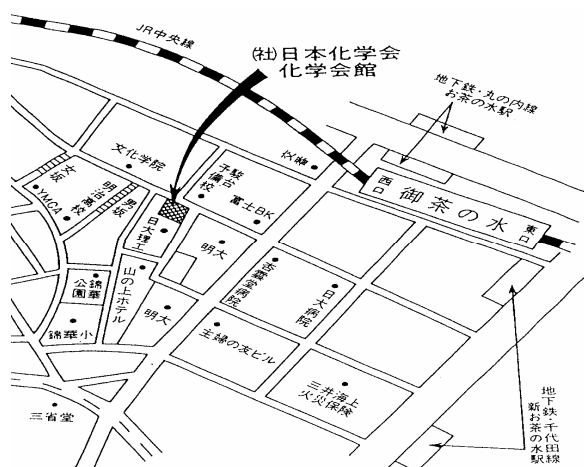 JR中央線
(社)日本化学会
化学会館
地下鉄・丸の内線
お茶の水駅
文化学院
交番
駿台
予備校
富士BK
西口
御茶の水
東口
女坂
YMCA
明治高校
男坂
日大理工
明大
杏雲堂病院
日大病院
錦華
公園
錦華小
山の上ホテル
明大
主婦の友ビル
三井海上
火災保険
三省堂
地下鉄・千代田線
新お茶の水駅